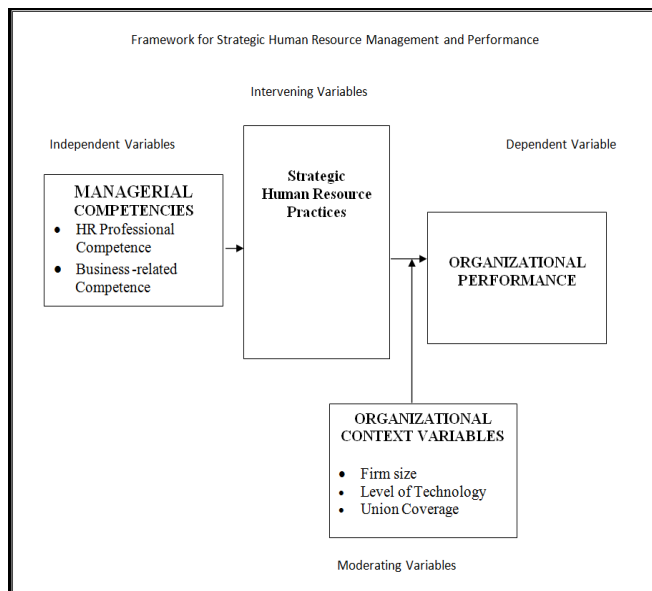 Framework for Strategic Human Resource Management and Performance
Intervening Variables
Independent Variables
Dependent Variable
MANAGERIAL
COMPETENCIES
• HR Professional
Competence
• Business-related
Competence
Strategic
Human Resource
Practices
ORGANIZATIONAL
PERFORMANCE
ORGANIZATIONAL
CONTEXT VARIABLES
• Firm size
• Level of Technology
• Union Coverage
Moderating Variables